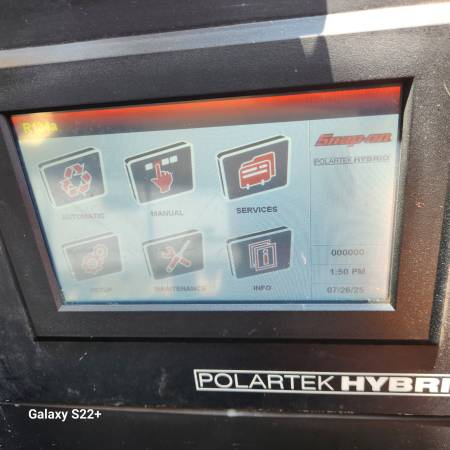 R134a
Snap-on
POLARTEK HYBRID
AUTOMATIC
MANUAL
SERVICES
SETUP
MAINTENANCE
INFO
000000
1:50 PM
07/26/25
POLARTEK HYBRI
Galaxy S22+